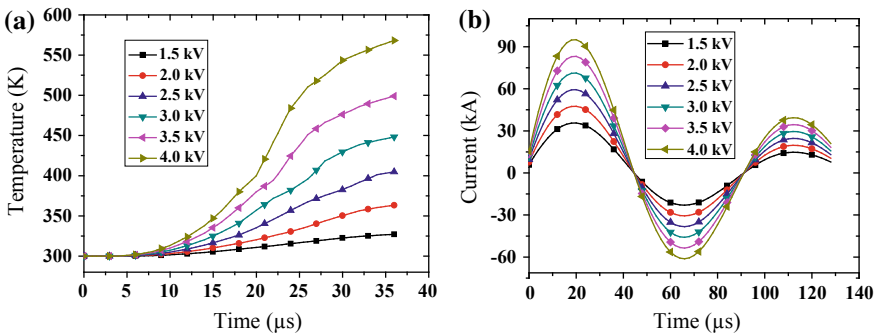 (a)
600
550
500
450
400
350
300
0 5 10 15 20 25 30 35 40
Temperature (K)
Time (µs)
1.5 kV
2.0 kV
2.5 kV
3.0 kV
3.5 kV
4.0 kV
(b)
90
60
30
0
-30
-60
0 20 40 60 80 100 120 140
Current (kA)
Time (µs)
1.5 kV
2.0 kV
2.5 kV
3.0 kV
3.5 kV
4.0 kV